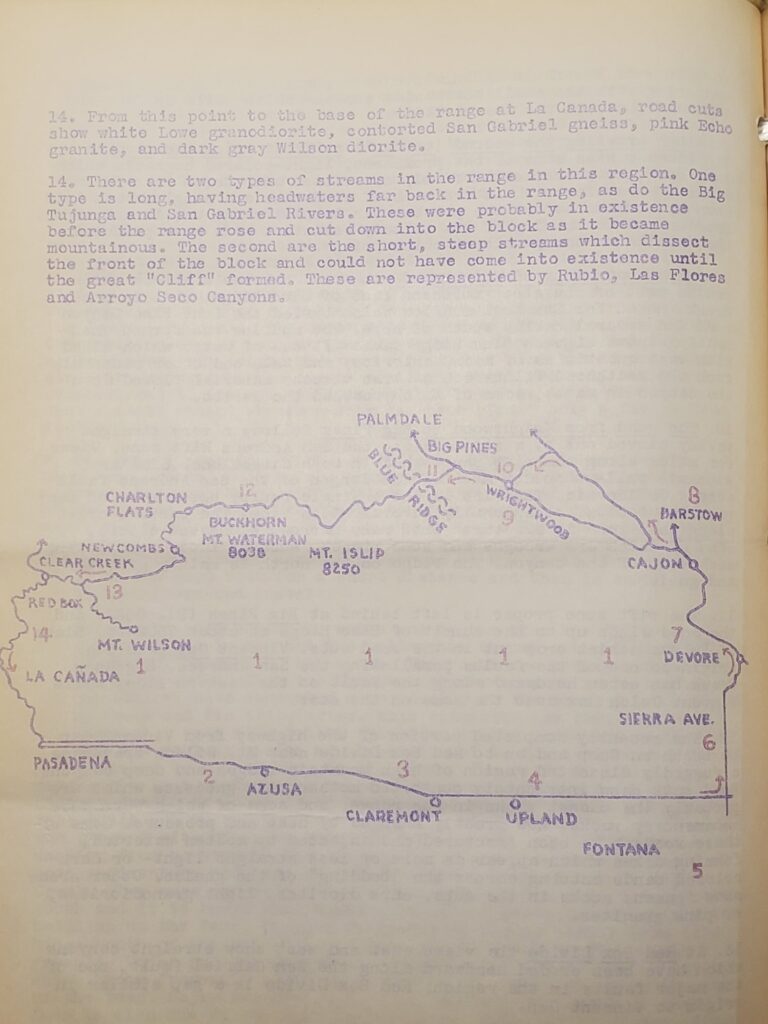 14. From this point to the base of the range at La Canada, road cuts
show white Lowe granodiorite, contorted San Gabriel gneiss, pink Echo
granite, and dark gray Wilson diorite.
14. There are two types of streams in the range in this region. One
type is long, having headwaters far back in the range, as do the Big
Tujunga and San Gabriel Rivers. These were probably in existence
before the range rose and cut down into the block as it became
mountainous. The second are the short, steep streams which dissect
the front of the block and could not have come into existence until
the great "Cliff" formed. These are represented by Rubio, Las Flores
and Arroyo Seco Canyons.
PALMDALE
BIG PINES
BLUE
RIDGE
11
10
WRIGHTWOOD
9
8
BARSTOW
CHARLTON
FLATS
12
BUCKHORN
MT. WATERMAN
8038
MT. ISLIP
8250
NEWCOMBS
CLEAR CREEK
CAJON
RED BOX
13
14
MT. WILSON
7
DEVORE
LA CAÑADA
1
1
1
1
1
SIERRA AVE.
6
PASADENA
2
AZUSA
3
4
CLAREMONT
UPLAND
FONTANA
5